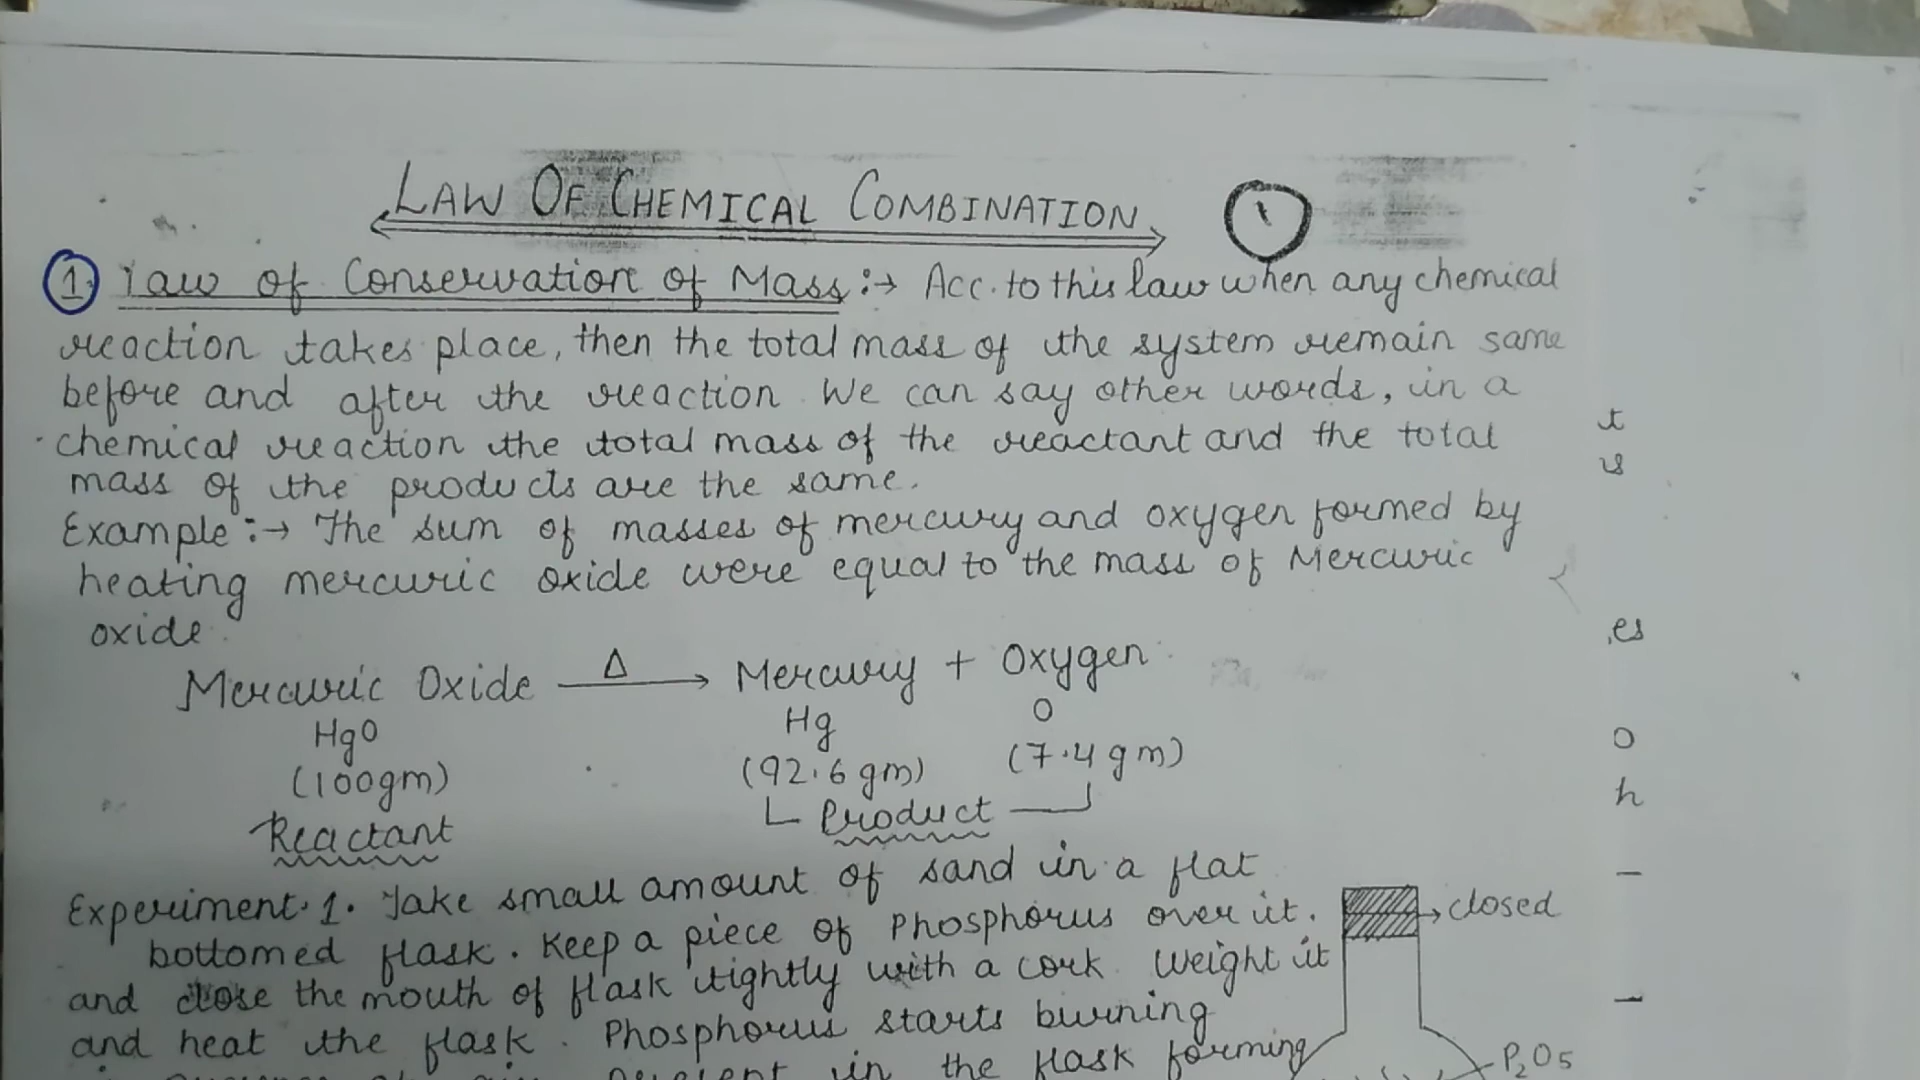 LAW OF CHEMICAL COMBINATION 1
1. Law of Conservation of Mass :→ Acc. to this law when any chemical
reaction takes place, then the total mass of the system remain same
before and after the reaction. We can say other words, in a
chemical reaction the total mass of the reactant and the total
mass of the products are the same.
Example :→ The sum of masses of mercury and oxygen formed by
heating mercuric oxide were equal to the mass of Mercuric
oxide.
Mercuric Oxide —Δ→ Mercury + Oxygen
HgO Hg O
(100gm) (92.6 gm) (7.4 gm)
Reactant Product
Experiment. 1. Take small amount of sand in a flat
bottomed flask. Keep a piece of Phosphorus over it.
and close the mouth of flask tightly with a cork. Weight it
and heat the flask. Phosphorus starts burning
in the flask forming
closed
P₂O₅
t
es
o
h